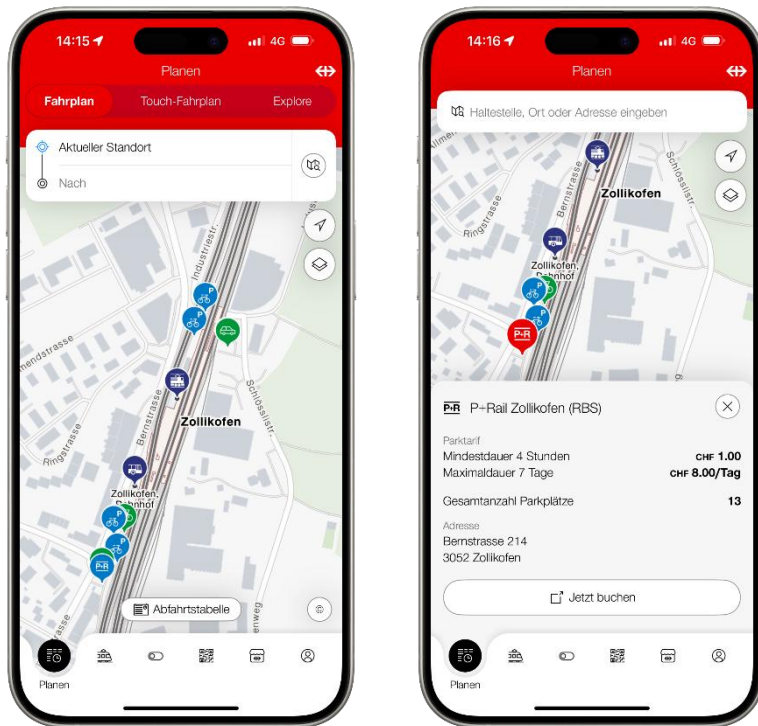 14:15
4G
Planen
Fahrplan
Touch-Fahrplan
Explore
Aktueller Standort
Nach
Industriestr.
Ringstrasse
Bernstrasse
Schlösslistr.
Zollikofen
Zollikofen,
Bahnhof
P
P
P
P
P+R
Abfahrtstabelle
Planen
14:16
4G
Planen
Haltestelle, Ort oder Adresse eingeben
Bernstrasse
Schlösslistr.
Ringstrasse
Zollikofen
Zollikofen,
Bahnhof
P
P
P+R
P+R P+Rail Zollikofen (RBS)
Parktarif
Mindestdauer 4 Stunden CHF 1.00
Maximaldauer 7 Tage CHF 8.00/Tag
Gesamtanzahl Parkplätze 13
Adresse
Bernstrasse 214
3052 Zollikofen
Jetzt buchen
Planen